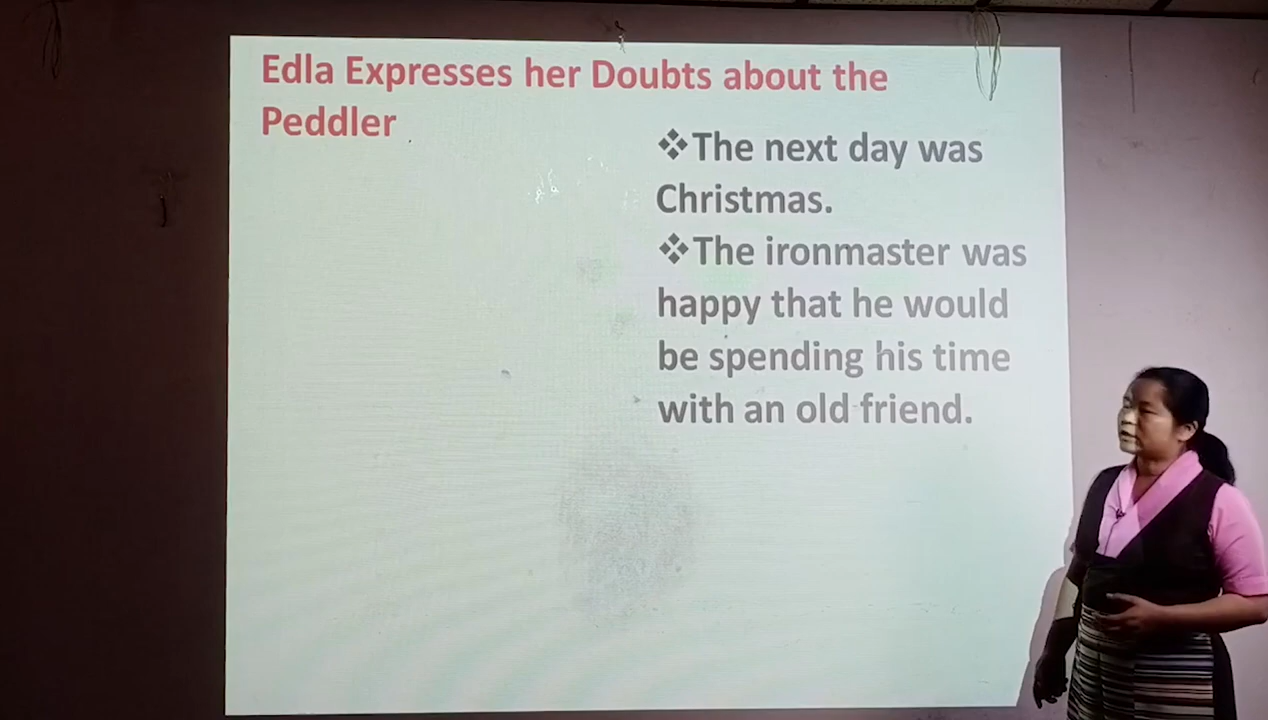 Edla Expresses her Doubts about the
Peddler
❖The next day was
Christmas.
❖The ironmaster was
happy that he would
be spending his time
with an old friend.